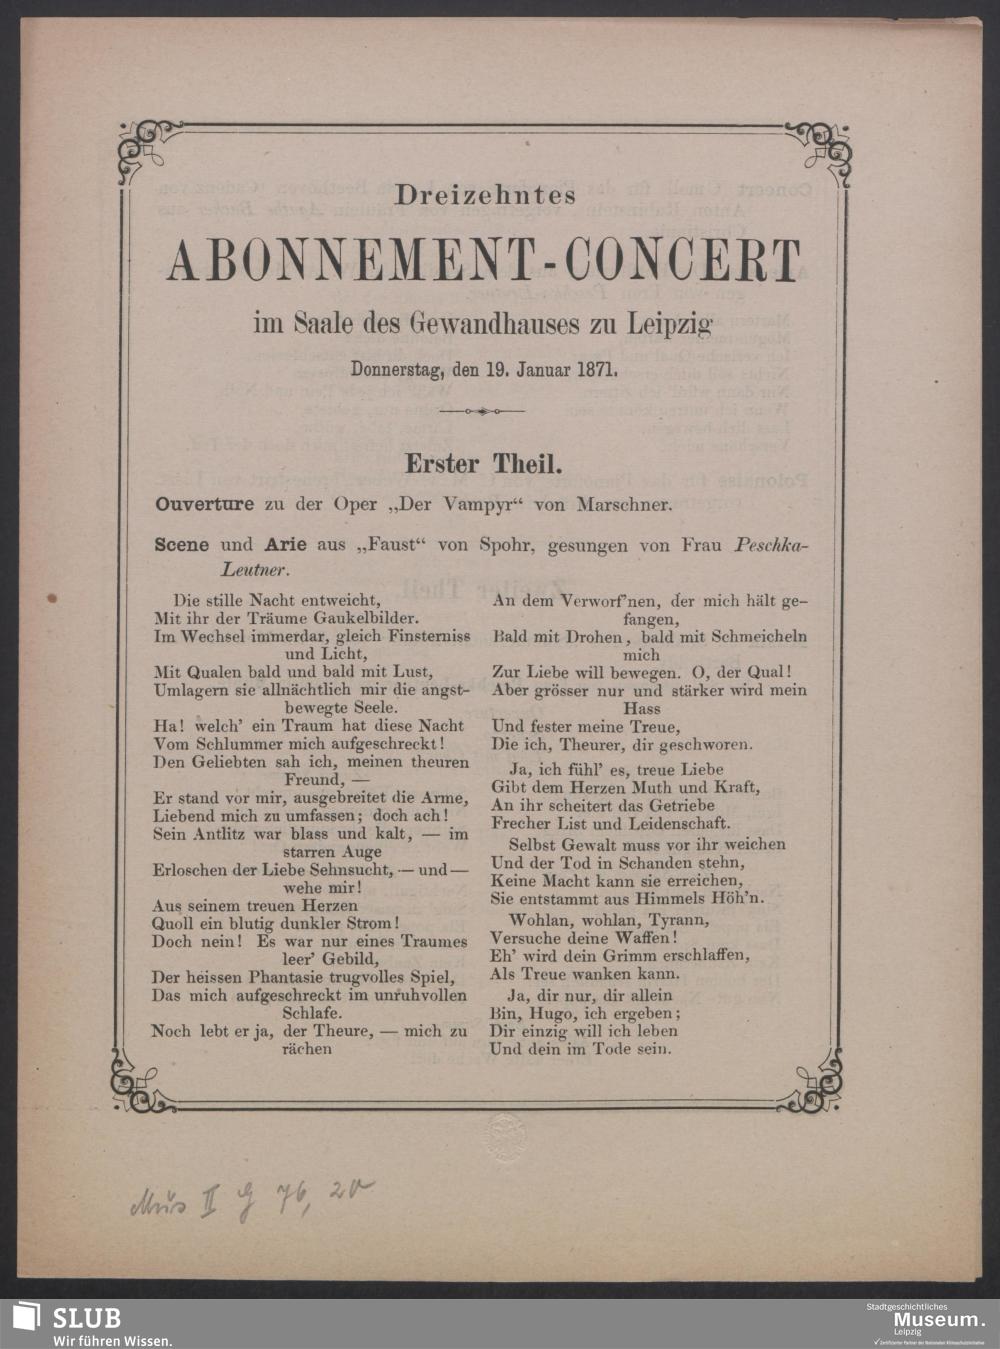 Dreizehntes
ABONNEMENT-CONCERT
im Saale des Gewandhauses zu Leipzig
Donnerstag, den 19. Januar 1871.
Erster Theil.
Ouverture zu der Oper „Der Vampyr“ von Marschner.
Scene und Arie aus „Faust“ von Spohr, gesungen von Frau Peschka-
Leutner.
Die stille Nacht entweicht,
Mit ihr der Träume Gaukelbilder.
Im Wechsel immerdar, gleich Finsterniss
und Licht,
Mit Qualen bald und bald mit Lust,
Umlagern sie allnächtlich mir die angst-
bewegte Seele.
Ha! welch’ ein Traum hat diese Nacht
Vom Schlummer mich aufgeschreckt!
Den Geliebten sah ich, meinen theuren
Freund, —
Er stand vor mir, ausgebreitet die Arme,
Liebend mich zu umfassen; doch ach!
Sein Antlitz war blass und kalt, — im
starren Auge
Erloschen der Liebe Sehnsucht, — und —
wehe mir!
Aus seinem treuen Herzen
Quoll ein blutig dunkler Strom!
Doch nein! Es war nur eines Traumes
leer’ Gebild,
Der heissen Phantasie trugvolles Spiel,
Das mich aufgeschreckt im unruhvollen
Schlafe.
Noch lebt er ja, der Theure, — mich zu
rächen
An dem Verworf’nen, der mich hält ge-
fangen,
Bald mit Drohen, bald mit Schmeicheln
mich
Zur Liebe will bewegen. O, der Qual!
Aber grösser nur und stärker wird mein
Hass
Und fester meine Treue,
Die ich, Theurer, dir geschworen.
Ja, ich fühl’ es, treue Liebe
Gibt dem Herzen Muth und Kraft,
An ihr scheitert das Getriebe
Frecher List und Leidenschaft.
Selbst Gewalt muss vor ihr weichen
Und der Tod in Schanden stehn,
Keine Macht kann sie erreichen,
Sie entstammt aus Himmels Höh’n.
Wohlan, wohlan, Tyrann,
Versuche deine Waffen!
Eh’ wird dein Grimm erschlaffen,
Als Treue wanken kann.
Ja, dir nur, dir allein
Bin, Hugo, ich ergeben;
Dir einzig will ich leben
Und dein im Tode sein.
Mus II G 76, 20
SLUB
Wir führen Wissen.
Stadtgeschichtliches
Museum.
Leipzig